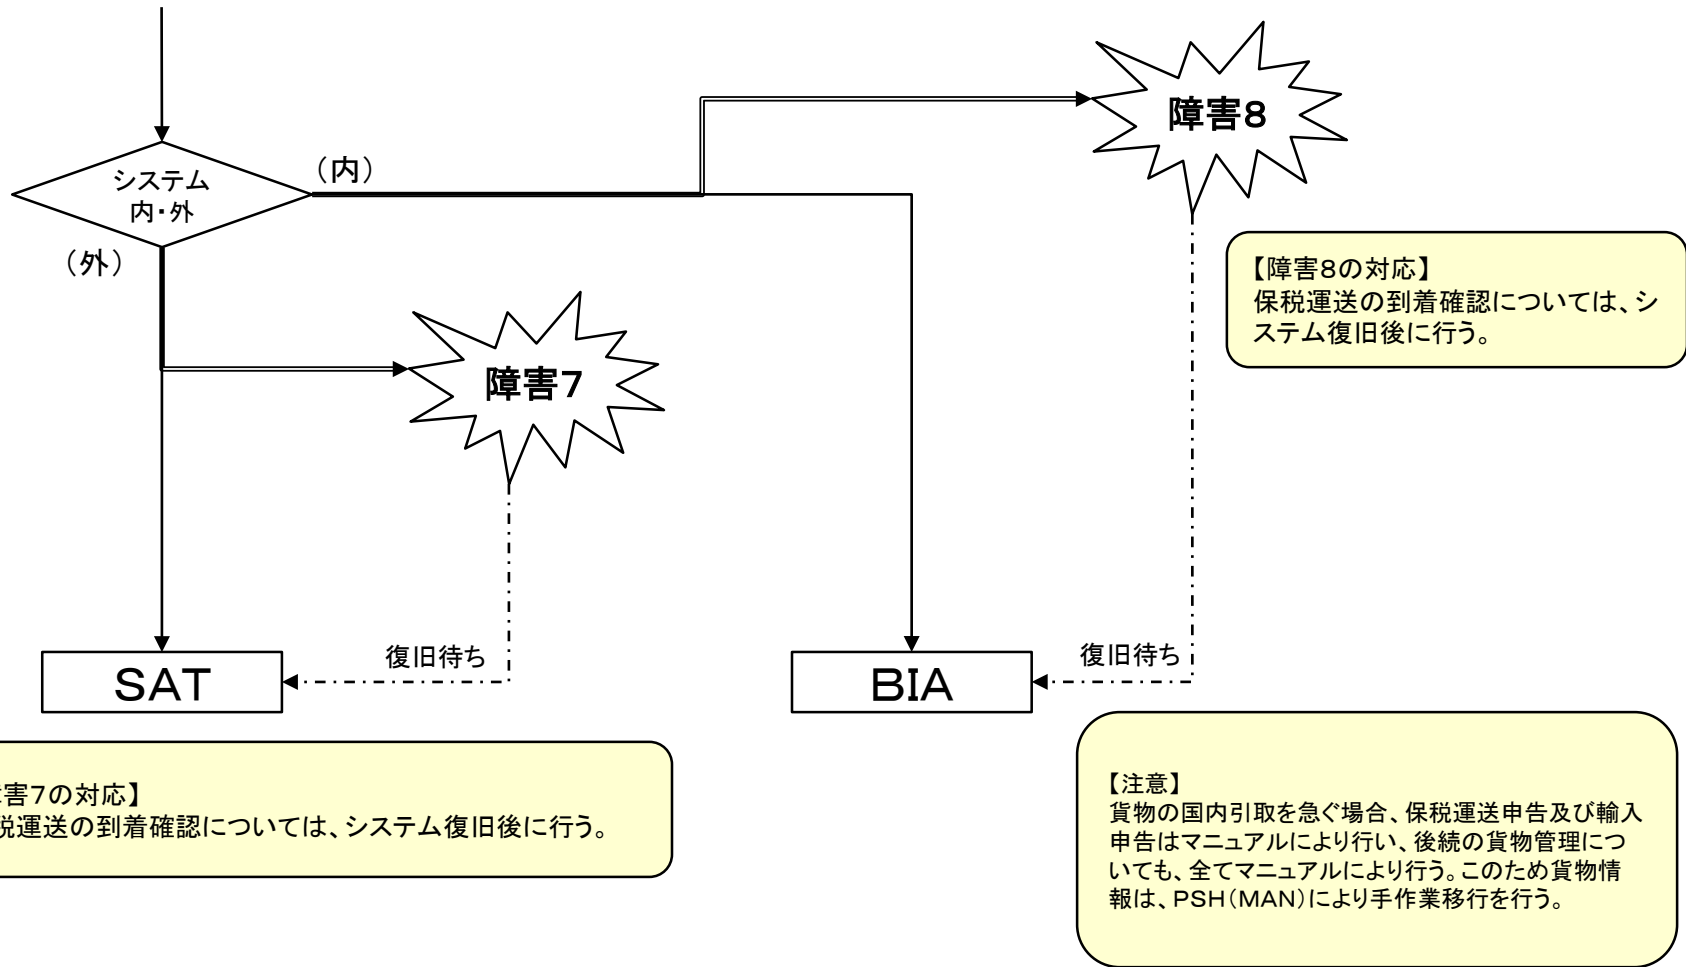 障害８
（内）
システム
内・外
（外）
【障害８の対応】
保税運送の到着確認については、シ
ステム復旧後に行う。
障害７
復旧待ち
復旧待ち
ＳＡＴ
ＢＩＡ
害７の対応】
税運送の到着確認については、システム復旧後に行う。
【注意】
貨物の国内引取を急ぐ場合、保税運送申告及び輸入
申告はマニュアルにより行い、後続の貨物管理につ
いても、全てマニュアルにより行う。このため貨物情
報は、ＰＳＨ（ＭＡＮ）により手作業移行を行う。